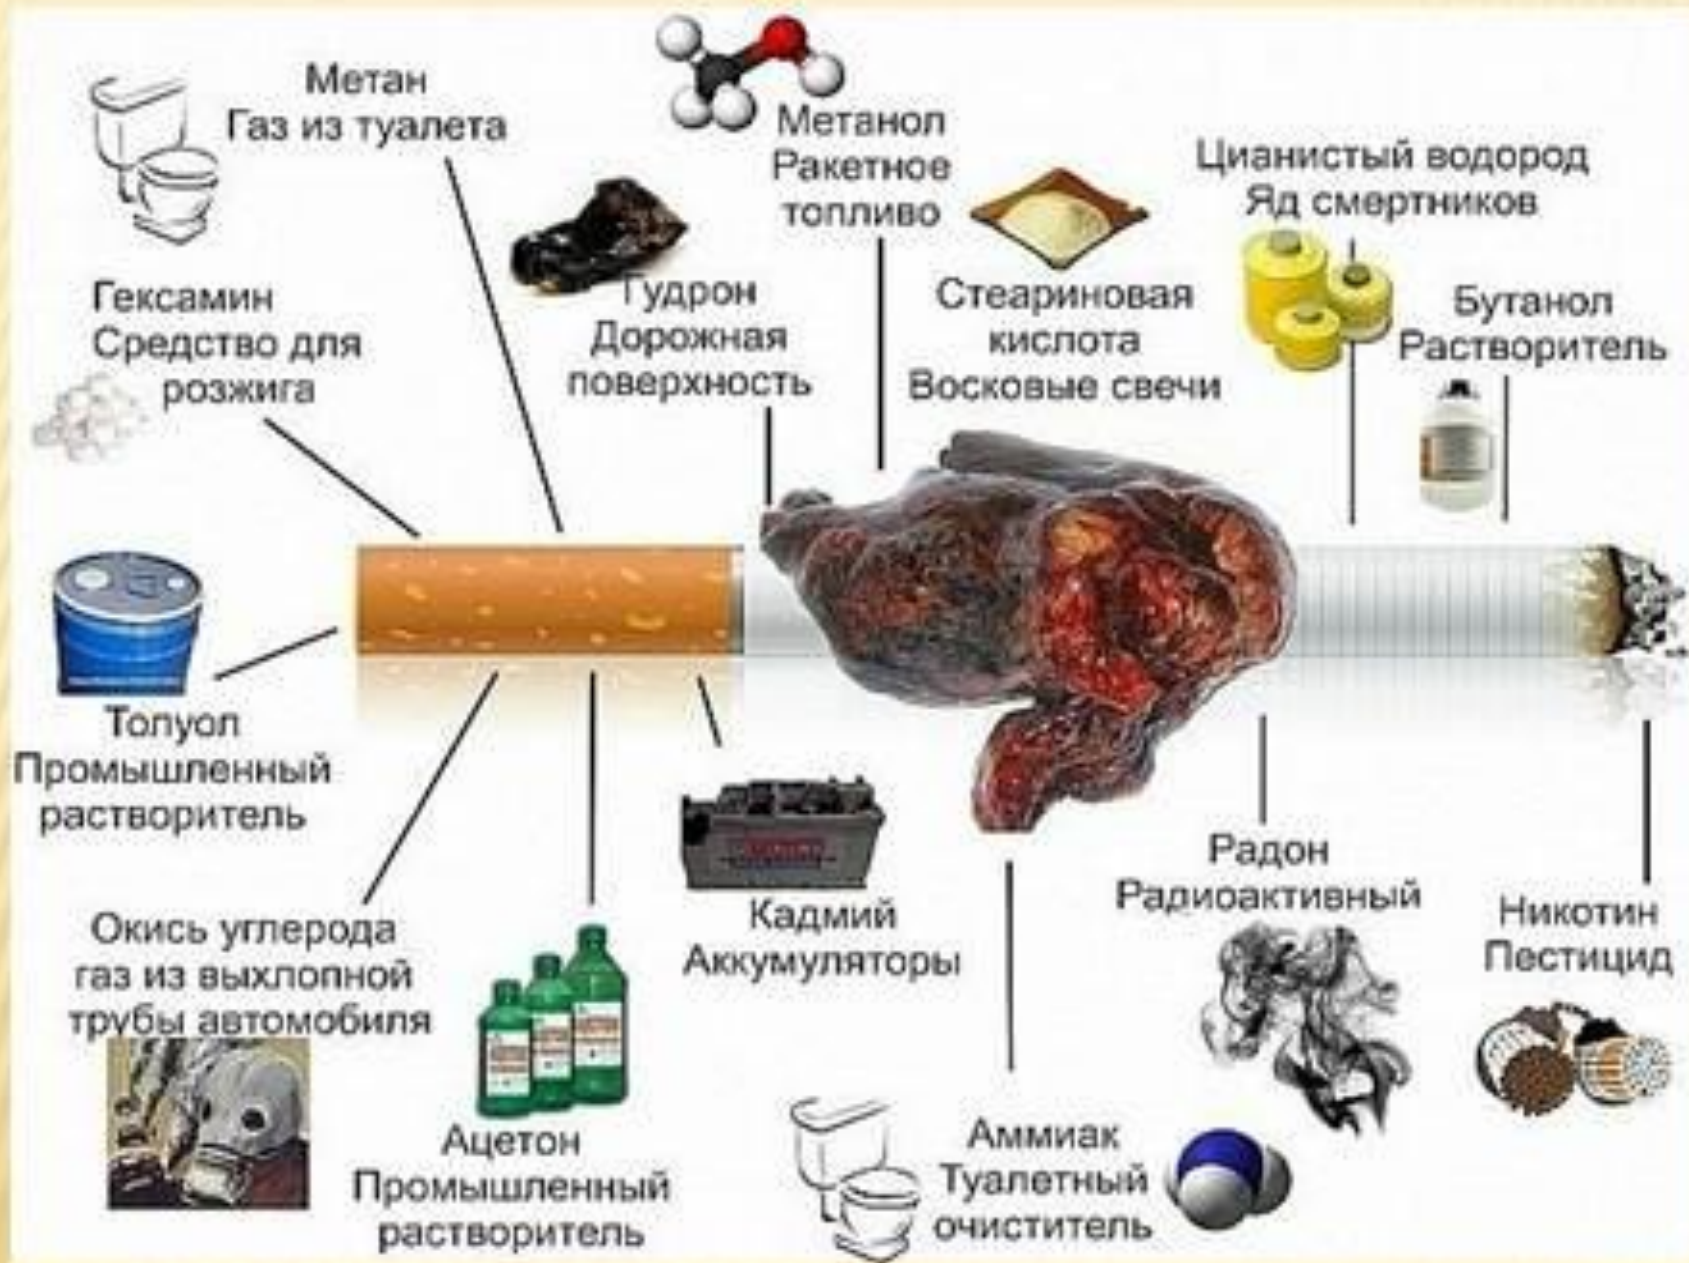 Метан
Газ из туалета
Метанол
Ракетное
топливо
Цианистый водород
Яд смертников
Гексамин
Средство для
розжига
Гудрон
Дорожная
поверхность
Стеариновая
кислота
Восковые свечи
Бутанол
Растворитель
Толуол
Промышленный
растворитель
Окись углерода
газ из выхлопной
трубы автомобиля
Ацетон
Промышленный
растворитель
Кадмий
Аккумуляторы
Аммиак
Туалетный
очиститель
Радон
Радиоактивный
Никотин
Пестицид